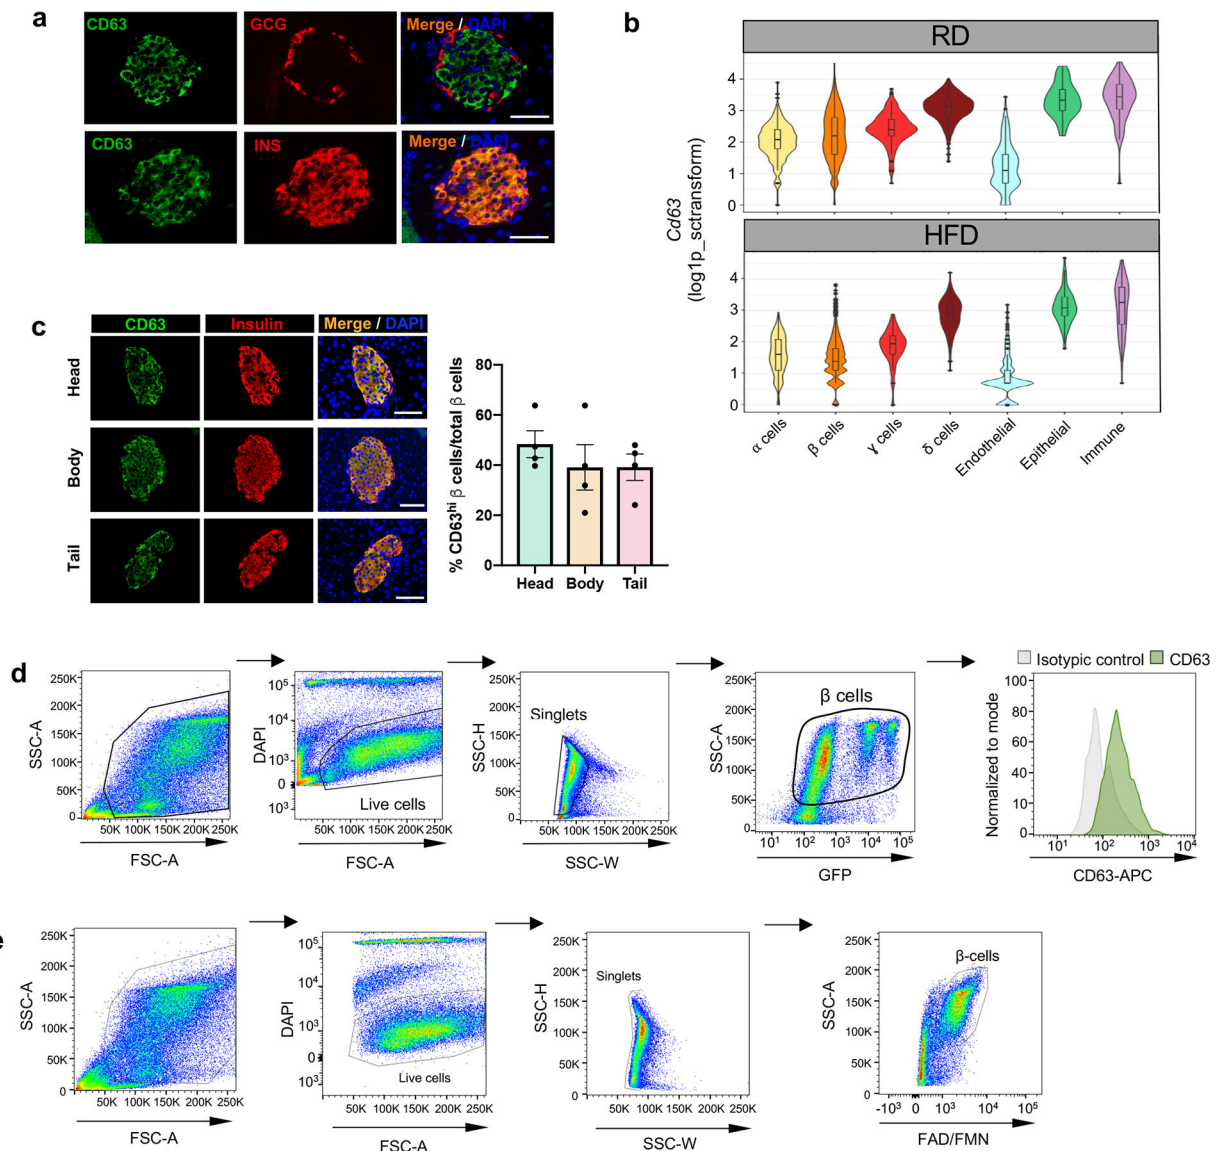 a
CD63
GCG
Merge / DAPI
CD63
INS
Merge / DAPI
b
RD
4
3
2
1
0
HFD
4
3
2
1
0
Cd63
(log1p_sctransform)
α cells
β cells
γ cells
δ cells
Endothelial
Epithelial
Immune
c
CD63
Insulin
Merge / DAPI
Head
Body
Tail
% CD63hi β cells/total β cells
80
60
40
20
0
Head Body Tail
d
250K
200K
150K
100K
50K
0
SSC-A
50K 100K 150K 200K 250K
FSC-A
10⁵
10⁴
10³
0
10³
DAPI
Live cells
50K 100K 150K 200K 250K
FSC-A
250K
200K
150K
100K
50K
0
SSC-H
Singlets
50K 100K 150K 200K 250K
SSC-W
250K
200K
150K
100K
50K
0
SSC-A
β cells
10¹ 10² 10³ 10⁴ 10⁵
GFP
Isotypic control CD63
100
80
60
40
10
0
Normalized to mode
10¹ 10² 10³ 10⁴
CD63-APC
e
250K
200K
150K
100K
50K
0
SSC-A
50K 100K 150K 200K 250K
FSC-A
10⁵
10⁴
10³
0
10³
DAPI
Live cells
50K 100K 150K 200K 250K
FSC-A
250K
200K
150K
100K
50K
0
SSC-H
Singlets
50K 100K 150K 200K 250K
SSC-W
250K
200K
150K
100K
50K
0
SSC-A
β-cells
-10³ 0 10³ 10⁴ 10⁵
FAD/FMN